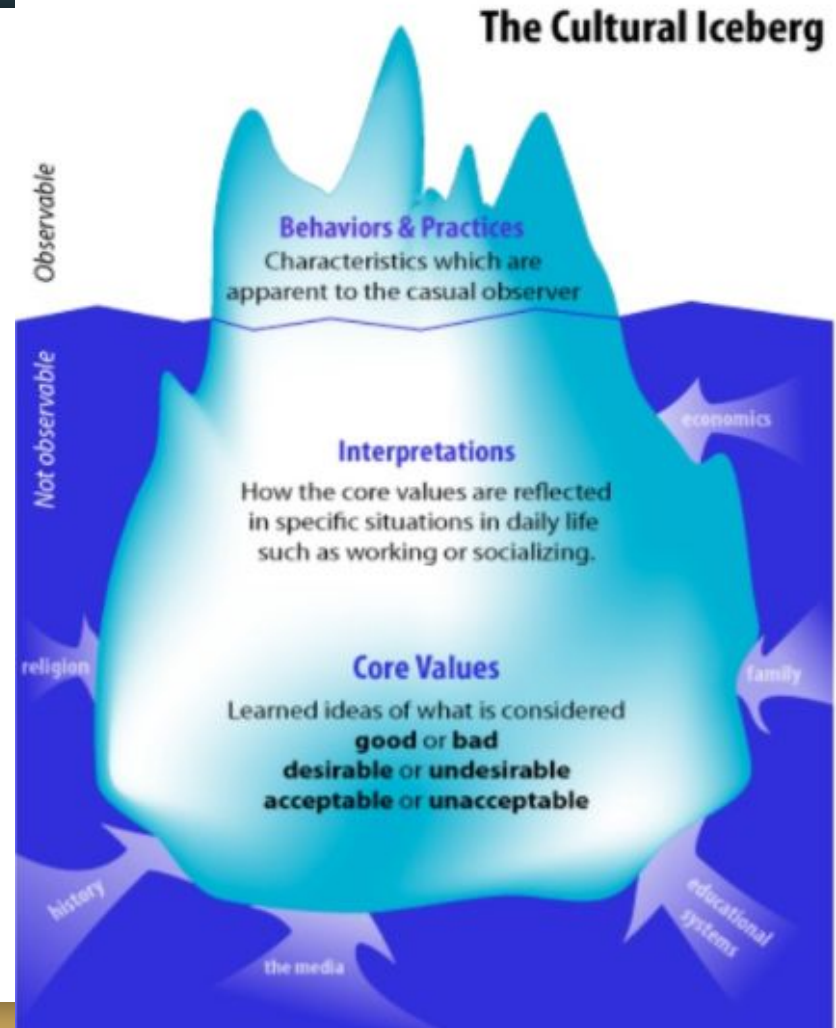 The Cultural Iceberg
Observable
Behaviors & Practices
Characteristics which are
apparent to the casual observer
Not observable
economics
Interpretations
How the core values are reflected
in specific situations in daily life
such as working or socializing.
religion
family
Core Values
Learned ideas of what is considered
good or bad
desirable or undesirable
acceptable or unacceptable
history
educational
systems
the media